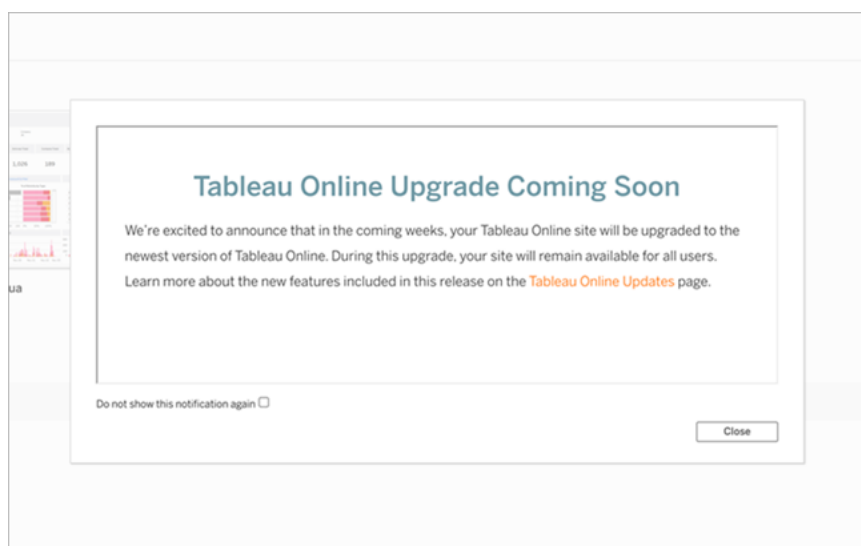 1,026 189
Tableau Online Upgrade Coming Soon
We're excited to announce that in the coming weeks, your Tableau Online site will be upgraded to the
newest version of Tableau Online. During this upgrade, your site will remain available for all users.
Learn more about the new features included in this release on the Tableau Online Updates page.
ua
Do not show this notification again
Close